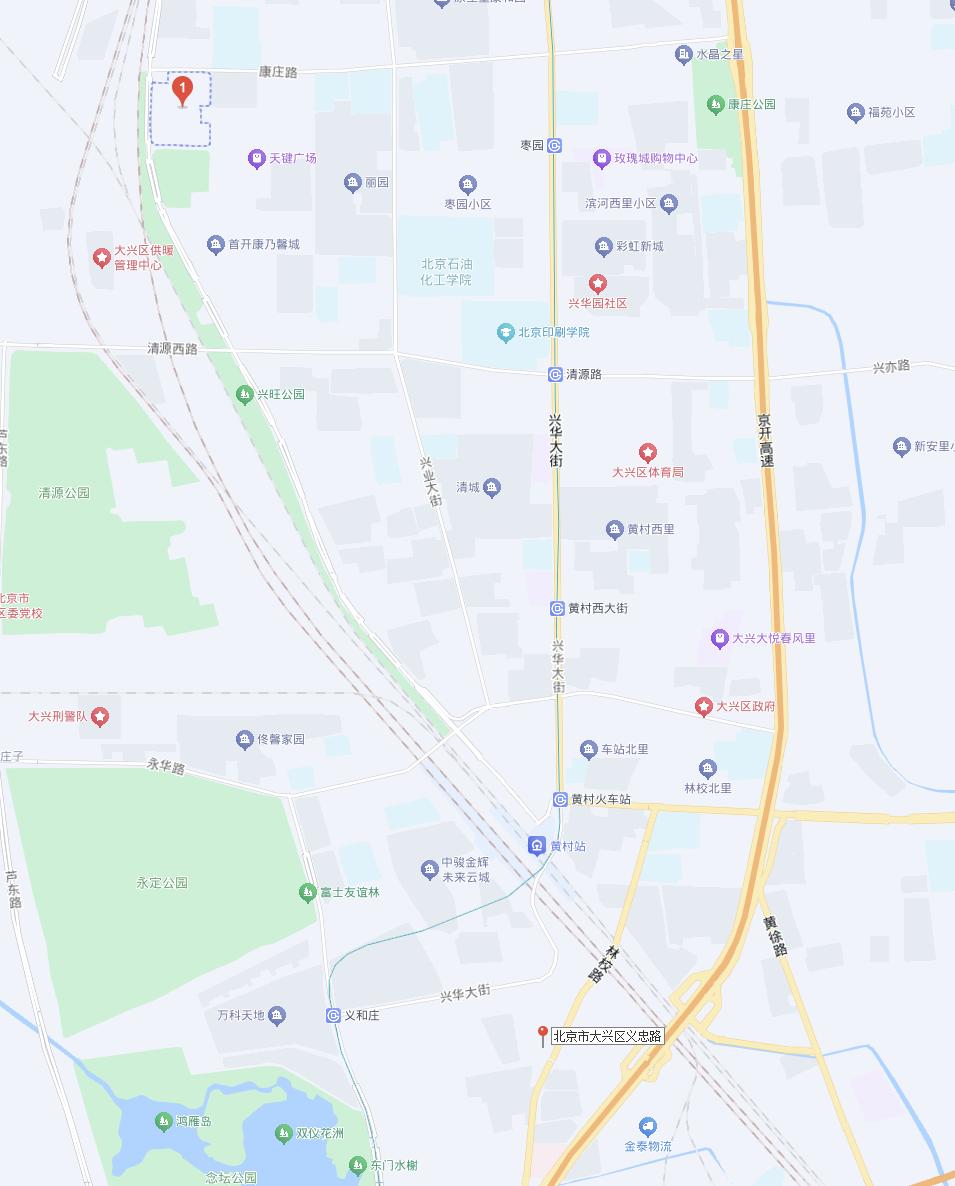 水晶之星
康庄路
1
康庄公园
福苑小区
枣园
天键广场
玫瑰城购物中心
丽园
枣园小区
滨河西里小区
首开康乃馨城
彩虹新城
大兴区供暖
管理中心
北京石油
化工学院
兴华园社区
北京印刷学院
清源西路
清源路
兴亦路
兴旺公园
兴华大街
京开高速
芦东路
新安里小
兴业大街
大兴区体育局
清源公园
清城
黄村西里
北京市
区委党校
黄村西大街
大兴大悦春风里
兴华大街
大兴区政府
大兴刑警队
佟馨家园
车站北里
庄子
永华路
林校北里
黄村火车站
黄村站
中骏金辉
未来云城
永定公园
芦东路
富士友谊林
黄徐路
林校路
兴华大街
万科天地
义和庄
北京市大兴区义忠路
鸿雁岛
双仪花洲
金泰物流
东门水榭
念坛公园